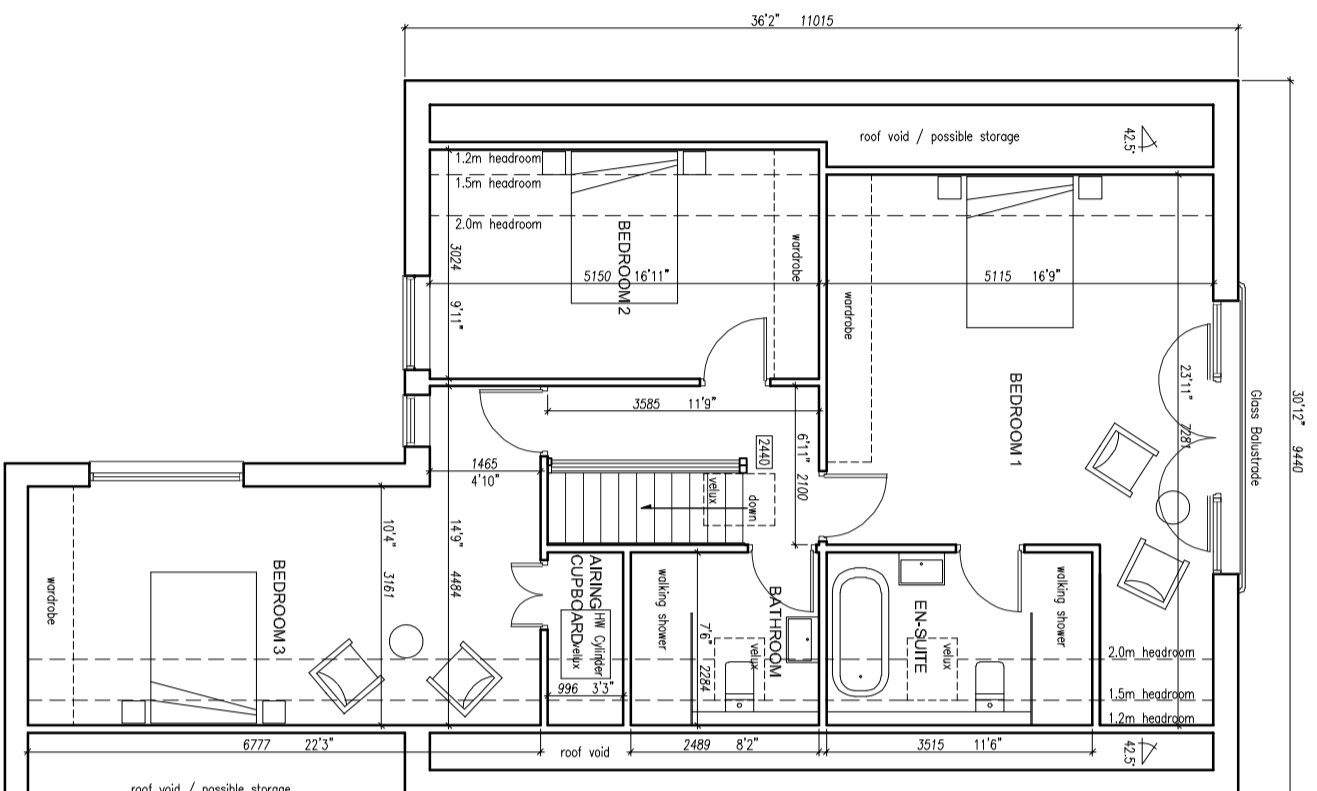 36'2" 11015
roof void / possible storage
42.5°
1.2m headroom
1.5m headroom
2.0m headroom
BEDROOM 2
3024 9'11"
5150 16'11"
wardrobe
wardrobe
5115 16'9"
BEDROOM 1
23'11" 7281
Glass Balustrode
30'12" 9440
3585 11'9"
2440
6'11" 2100
velux
down
1465
4'10"
10'4" 3161
14'9" 4484
BEDROOM 3
wardrobe
AIRING
CUPBOARD
HW Cylinder
velux
996 3'3"
walking shower
BATHROOM
7'6" 2284
velux
EN-SUITE
velux
walking shower
2.0m headroom
1.5m headroom
1.2m headroom
42.5°
6777 22'3"
roof void
2489 8'2"
3515 11'6"
roof void / possible storage